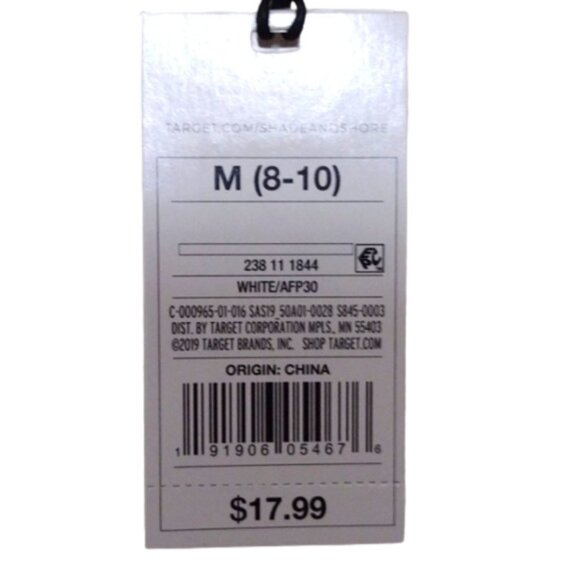 TARGET.COM/SHADEANDSHORE
M (8-10)
238 11 1844
WHITE/AFP30
C-000965-01-016 SAS19_50A01-0028 S845-0003
DIST. BY TARGET CORPORATION MPLS., MN 55403
©2019 TARGET BRANDS, INC. SHOP TARGET.COM
ORIGIN: CHINA
1 91906 05467 6
$17.99